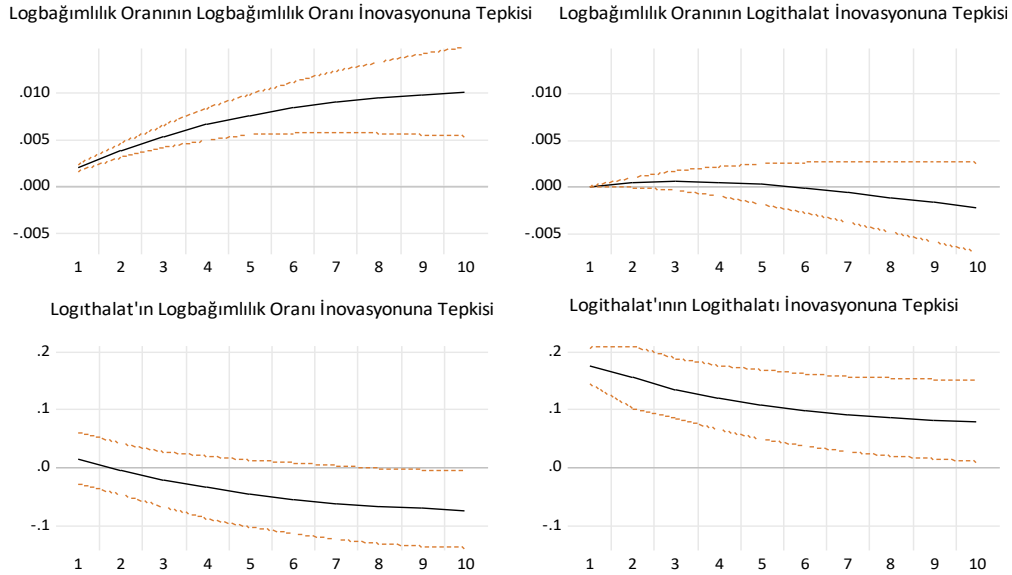 Logbağımlılık Oranının Logbağımlılık Oranı İnovasyonuna Tepkisi
.010
.005
.000
-.005
1 2 3 4 5 6 7 8 9 10
Logbağımlılık Oranının Logithalat İnovasyonuna Tepkisi
.010
.005
.000
-.005
1 2 3 4 5 6 7 8 9 10
Logıthalat'ın Logbağımlılık Oranı İnovasyonuna Tepkisi
.2
.1
.0
-.1
1 2 3 4 5 6 7 8 9 10
Logithalat'ının Logithalatı İnovasyonuna Tepkisi
.2
.1
.0
-.1
1 2 3 4 5 6 7 8 9 10